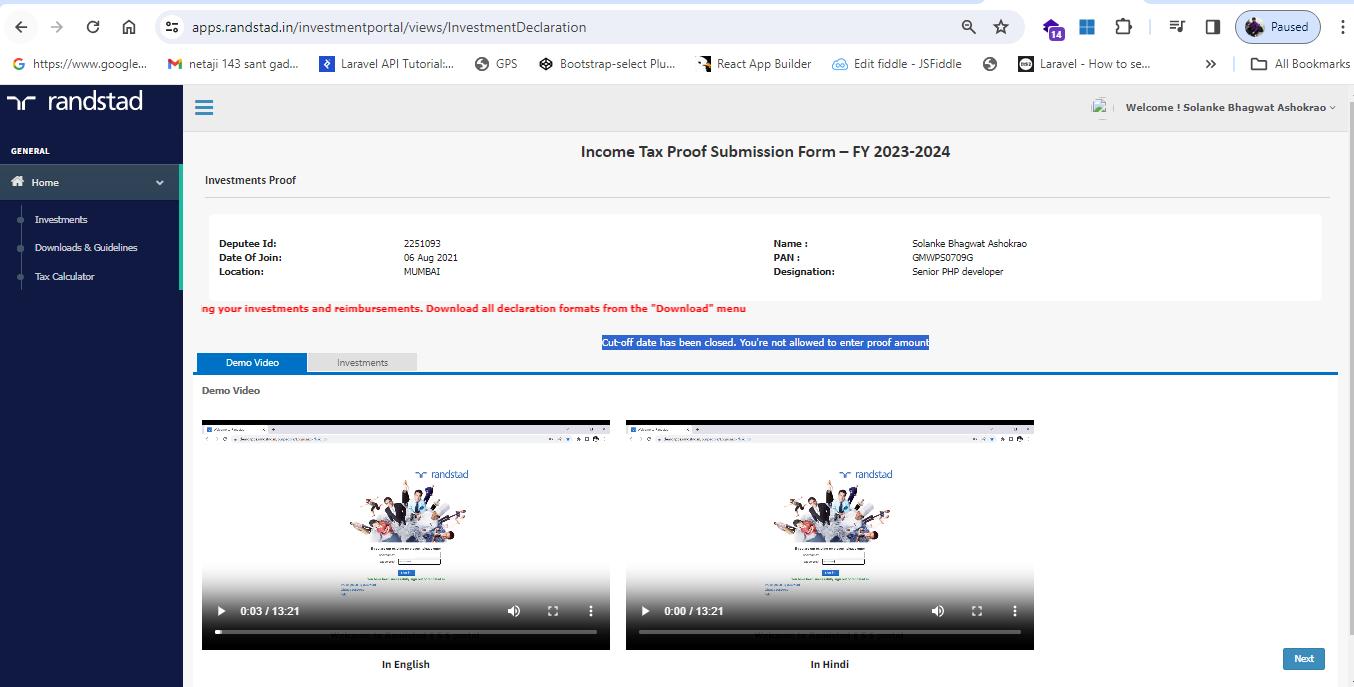 apps.randstad.in/investmentportal/views/InvestmentDeclaration
14
Paused
https://www.google...
netaji 143 sant gad...
Laravel API Tutorial:...
GPS
Bootstrap-select Plu...
React App Builder
Edit fiddle - JSFiddle
Laravel - How to se...
All Bookmarks
randstad
Welcome ! Solanke Bhagwat Ashokrao
GENERAL
Home
Investments
Downloads & Guidelines
Tax Calculator
Income Tax Proof Submission Form – FY 2023-2024
Investments Proof
Deputee Id: 2251093 Name : Solanke Bhagwat Ashokrao
Date Of Join: 06 Aug 2021 PAN : GMWPS0709G
Location: MUMBAI Designation: Senior PHP developer
ng your investments and reimbursements. Download all declaration formats from the "Download" menu
Cut-off date has been closed. You're not allowed to enter proof amount
Demo Video Investments
Demo Video
randstad randstad
0:03 / 13:21 0:00 / 13:21
In English In Hindi
Next